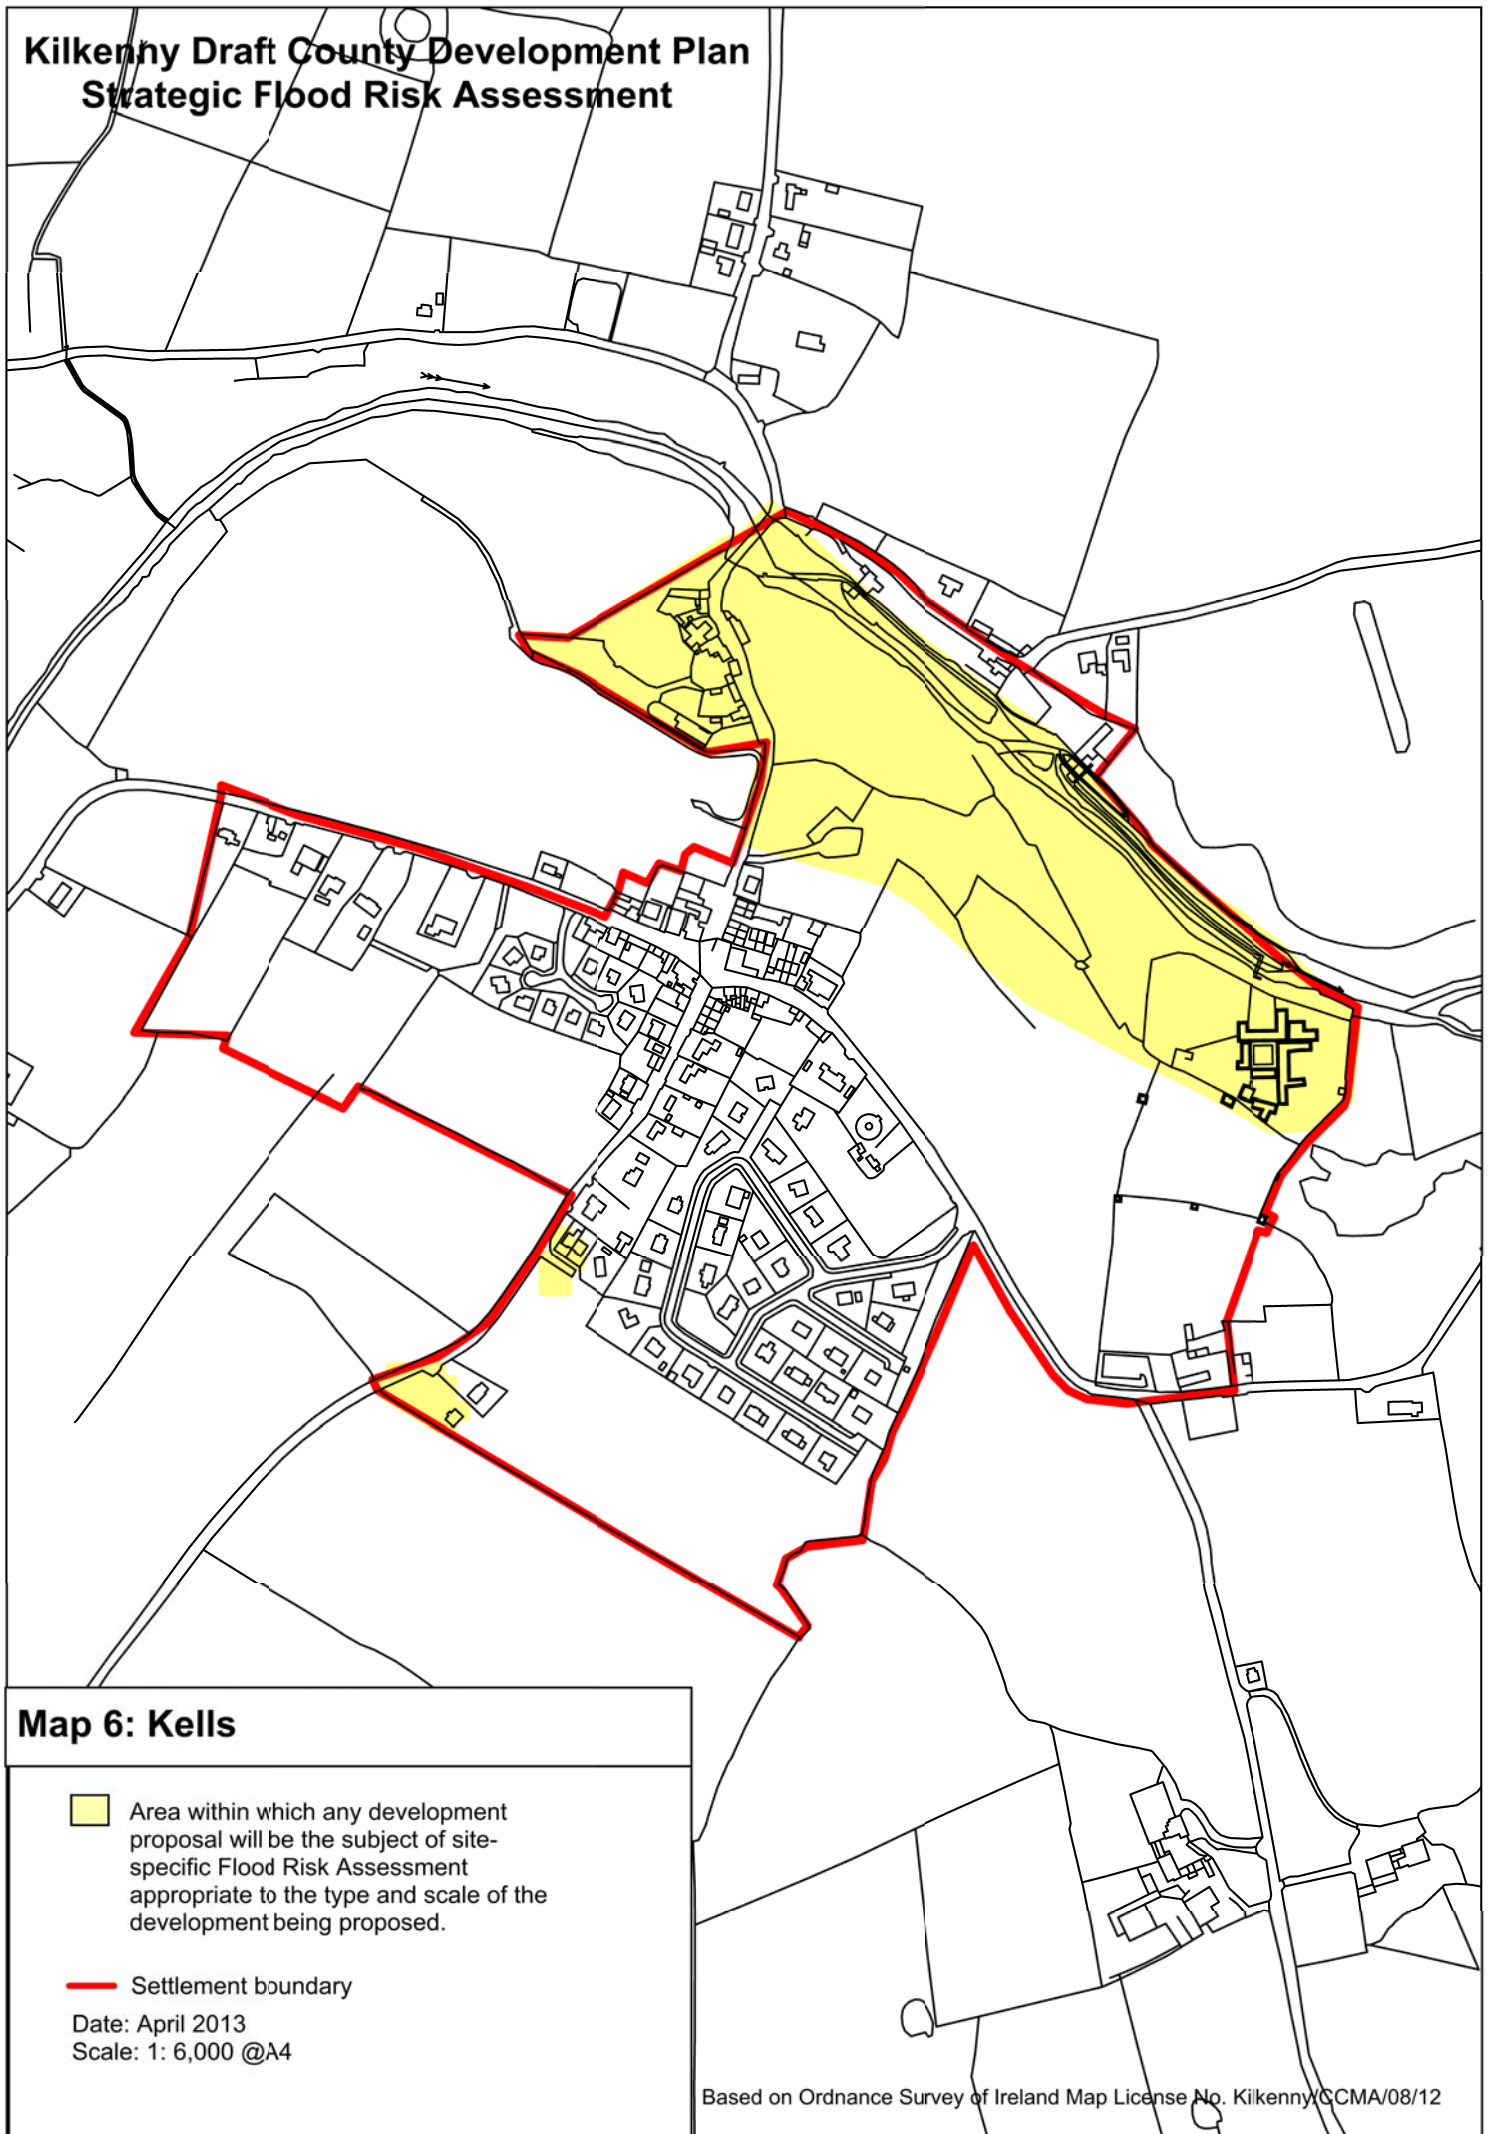 Kilkenny Draft County Development Plan
Strategic Flood Risk Assessment
Map 6: Kells
Area within which any development
proposal will be the subject of site-
specific Flood Risk Assessment
appropriate to the type and scale of the
development being proposed.
Settlement boundary
Date: April 2013
Scale: 1: 6,000 @A4
Based on Ordnance Survey of Ireland Map License No. Kilkenny/CCMA/08/12